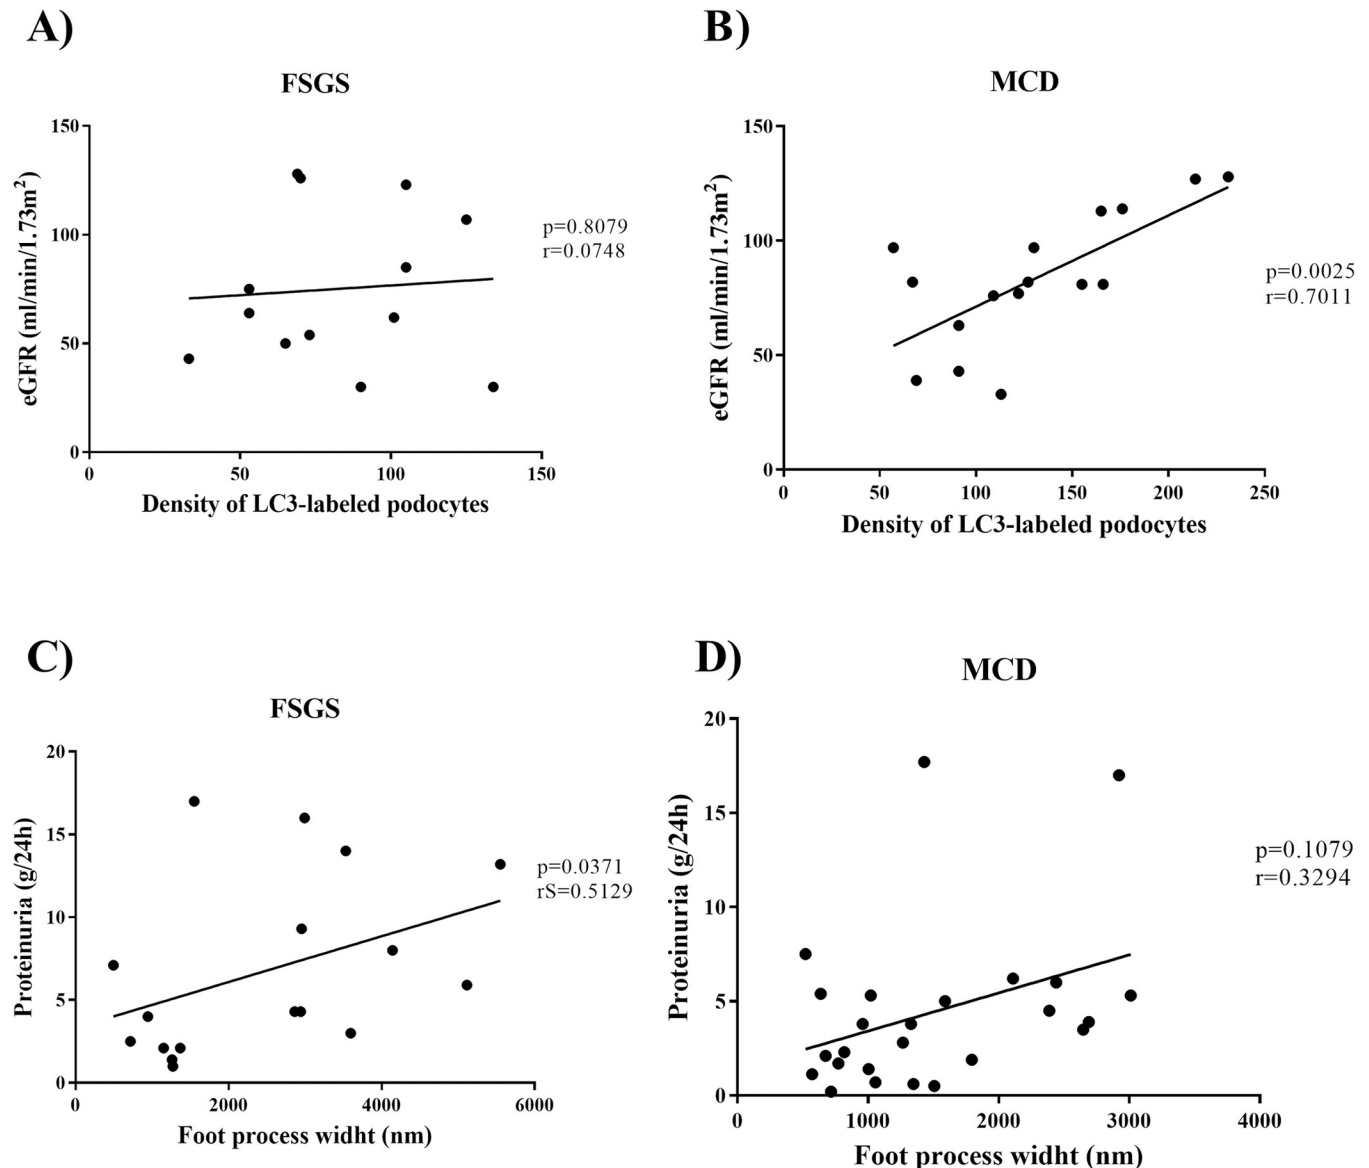 A)
FSGS
150
100
50
0
0
50
100
150
eGFR (ml/min/1.73m²)
Density of LC3-labeled podocytes
p=0.8079
r=0.0748
B)
MCD
150
100
50
0
0
50
100
150
200
250
eGFR (ml/min/1.73m²)
Density of LC3-labeled podocytes
p=0.0025
r=0.7011
C)
FSGS
20
15
10
5
0
0
2000
4000
6000
Proteinuria (g/24h)
Foot process widht (nm)
p=0.0371
rS=0.5129
D)
MCD
20
15
10
5
0
0
1000
2000
3000
4000
Proteinuria (g/24h)
Foot process widht (nm)
p=0.1079
r=0.3294